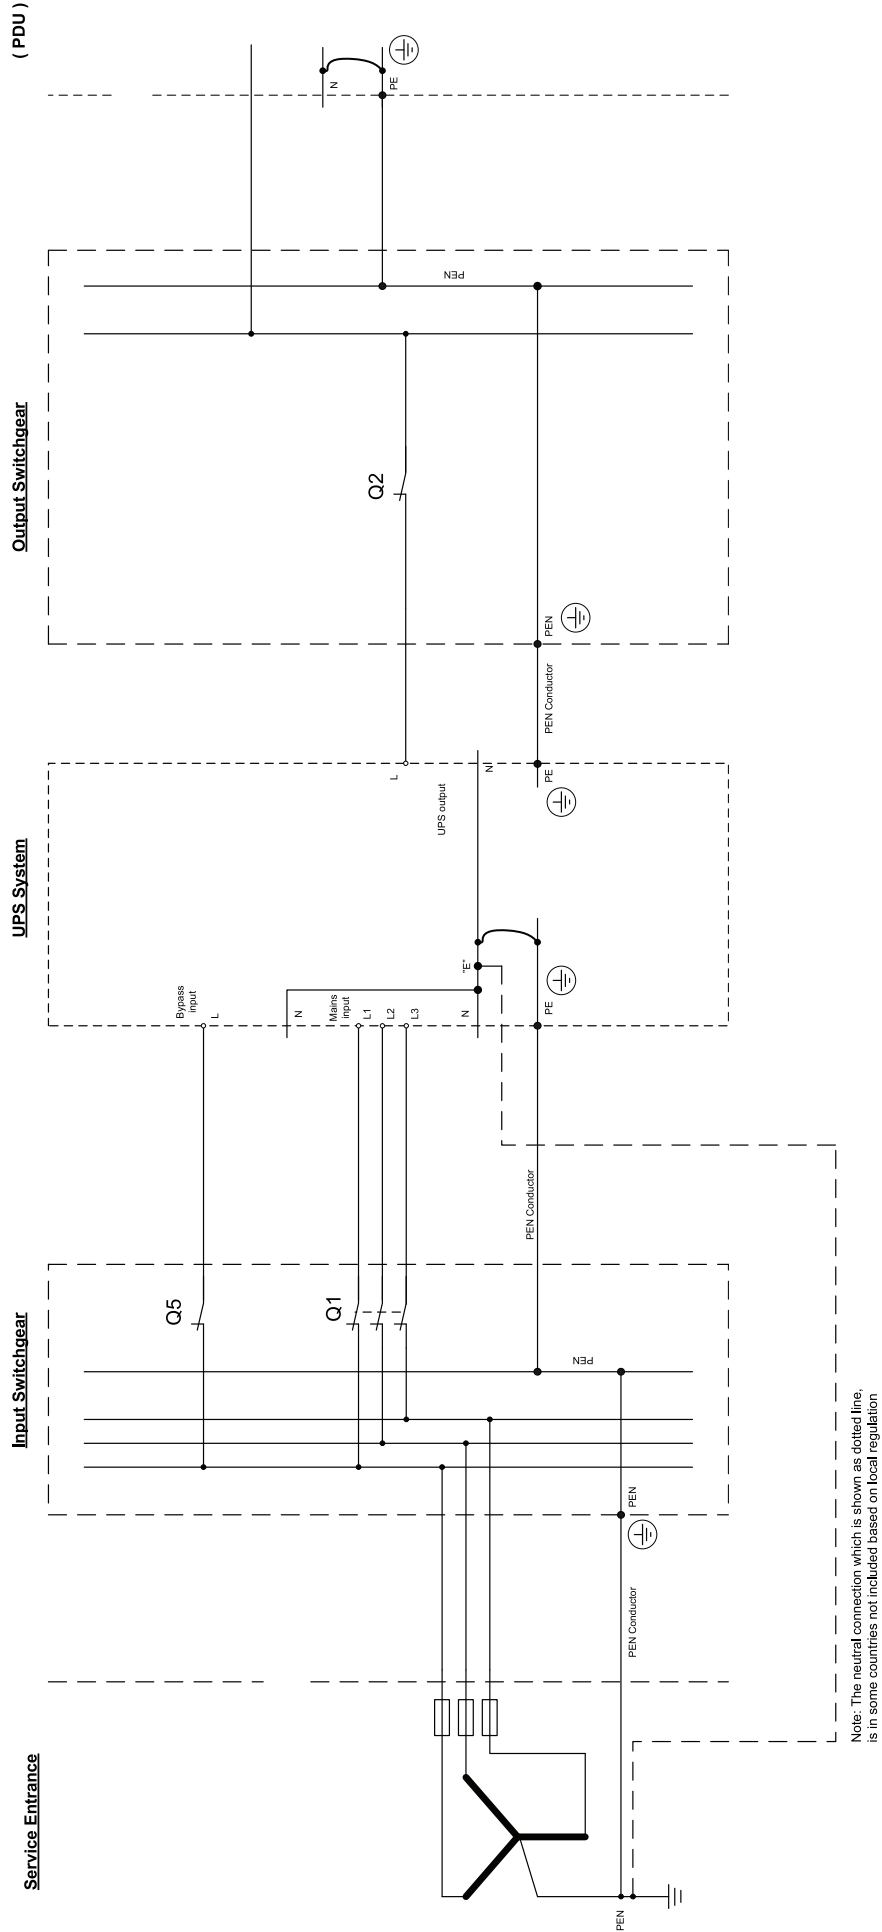 Service Entrance
Input Switchgear
UPS System
Output Switchgear
( PDU )
Q5
Q1
Bypass
input
L
N
Mains
input
L1
L2
L3
N
"E"
PE
UPS output
L
N
PE
PEN Conductor
PEN
Q2
PEN
N
PE
PEN Conductor
PEN
PEN
PEN Conductor
PEN
Note: The neutral connection which is shown as dotted line,
is in some countries not included based on local regulation